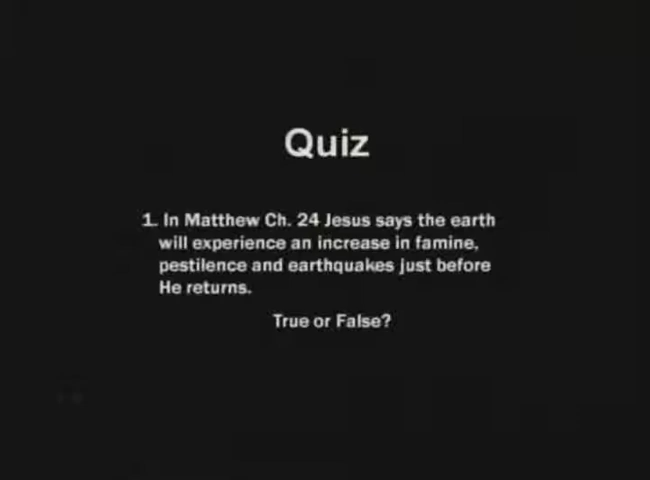 Quiz
1. In Matthew Ch. 24 Jesus says the earth
will experience an increase in famine,
pestilence and earthquakes just before
He returns.
True or False?